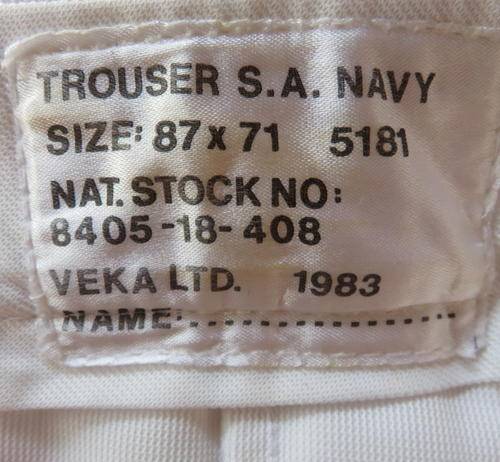 TROUSER S.A. NAVY
SIZE: 87 x 71 5181
NAT. STOCK NO:
8405-18-408
VEKA LTD. 1983
NAME:..............................